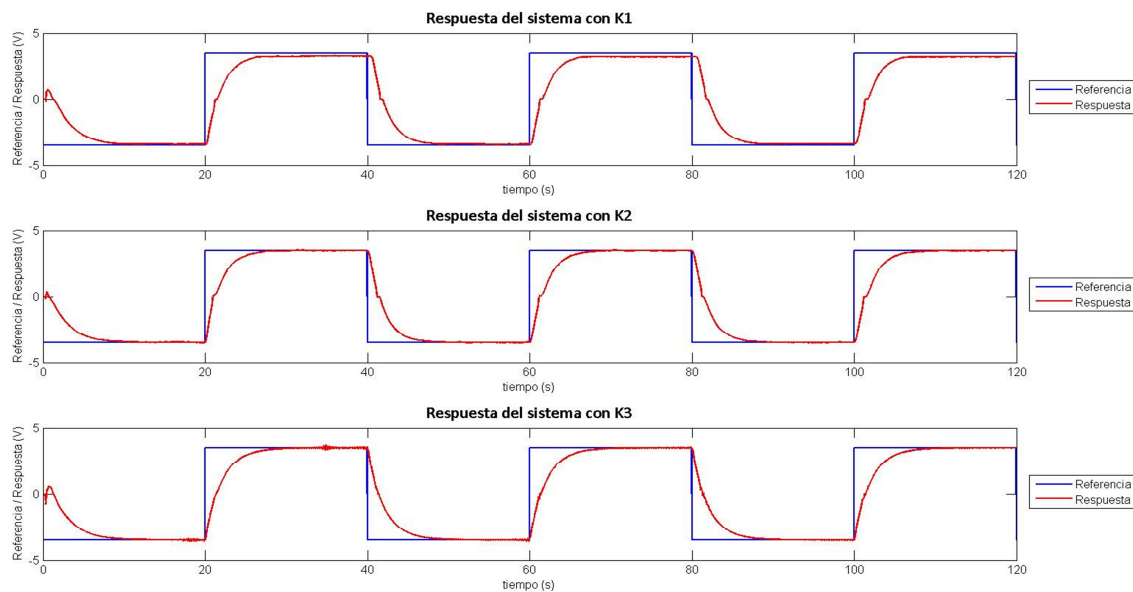 Respuesta del sistema con K1
Referencia / Respuesta (V)
5
0
-5
0 20 40 60 80 100 120
tiempo (s)
Referencia
Respuesta
Respuesta del sistema con K2
Referencia / Respuesta (V)
5
0
-5
0 20 40 60 80 100 120
tiempo (s)
Referencia
Respuesta
Respuesta del sistema con K3
Referencia / Respuesta (V)
5
0
-5
0 20 40 60 80 100 120
tiempo (s)
Referencia
Respuesta